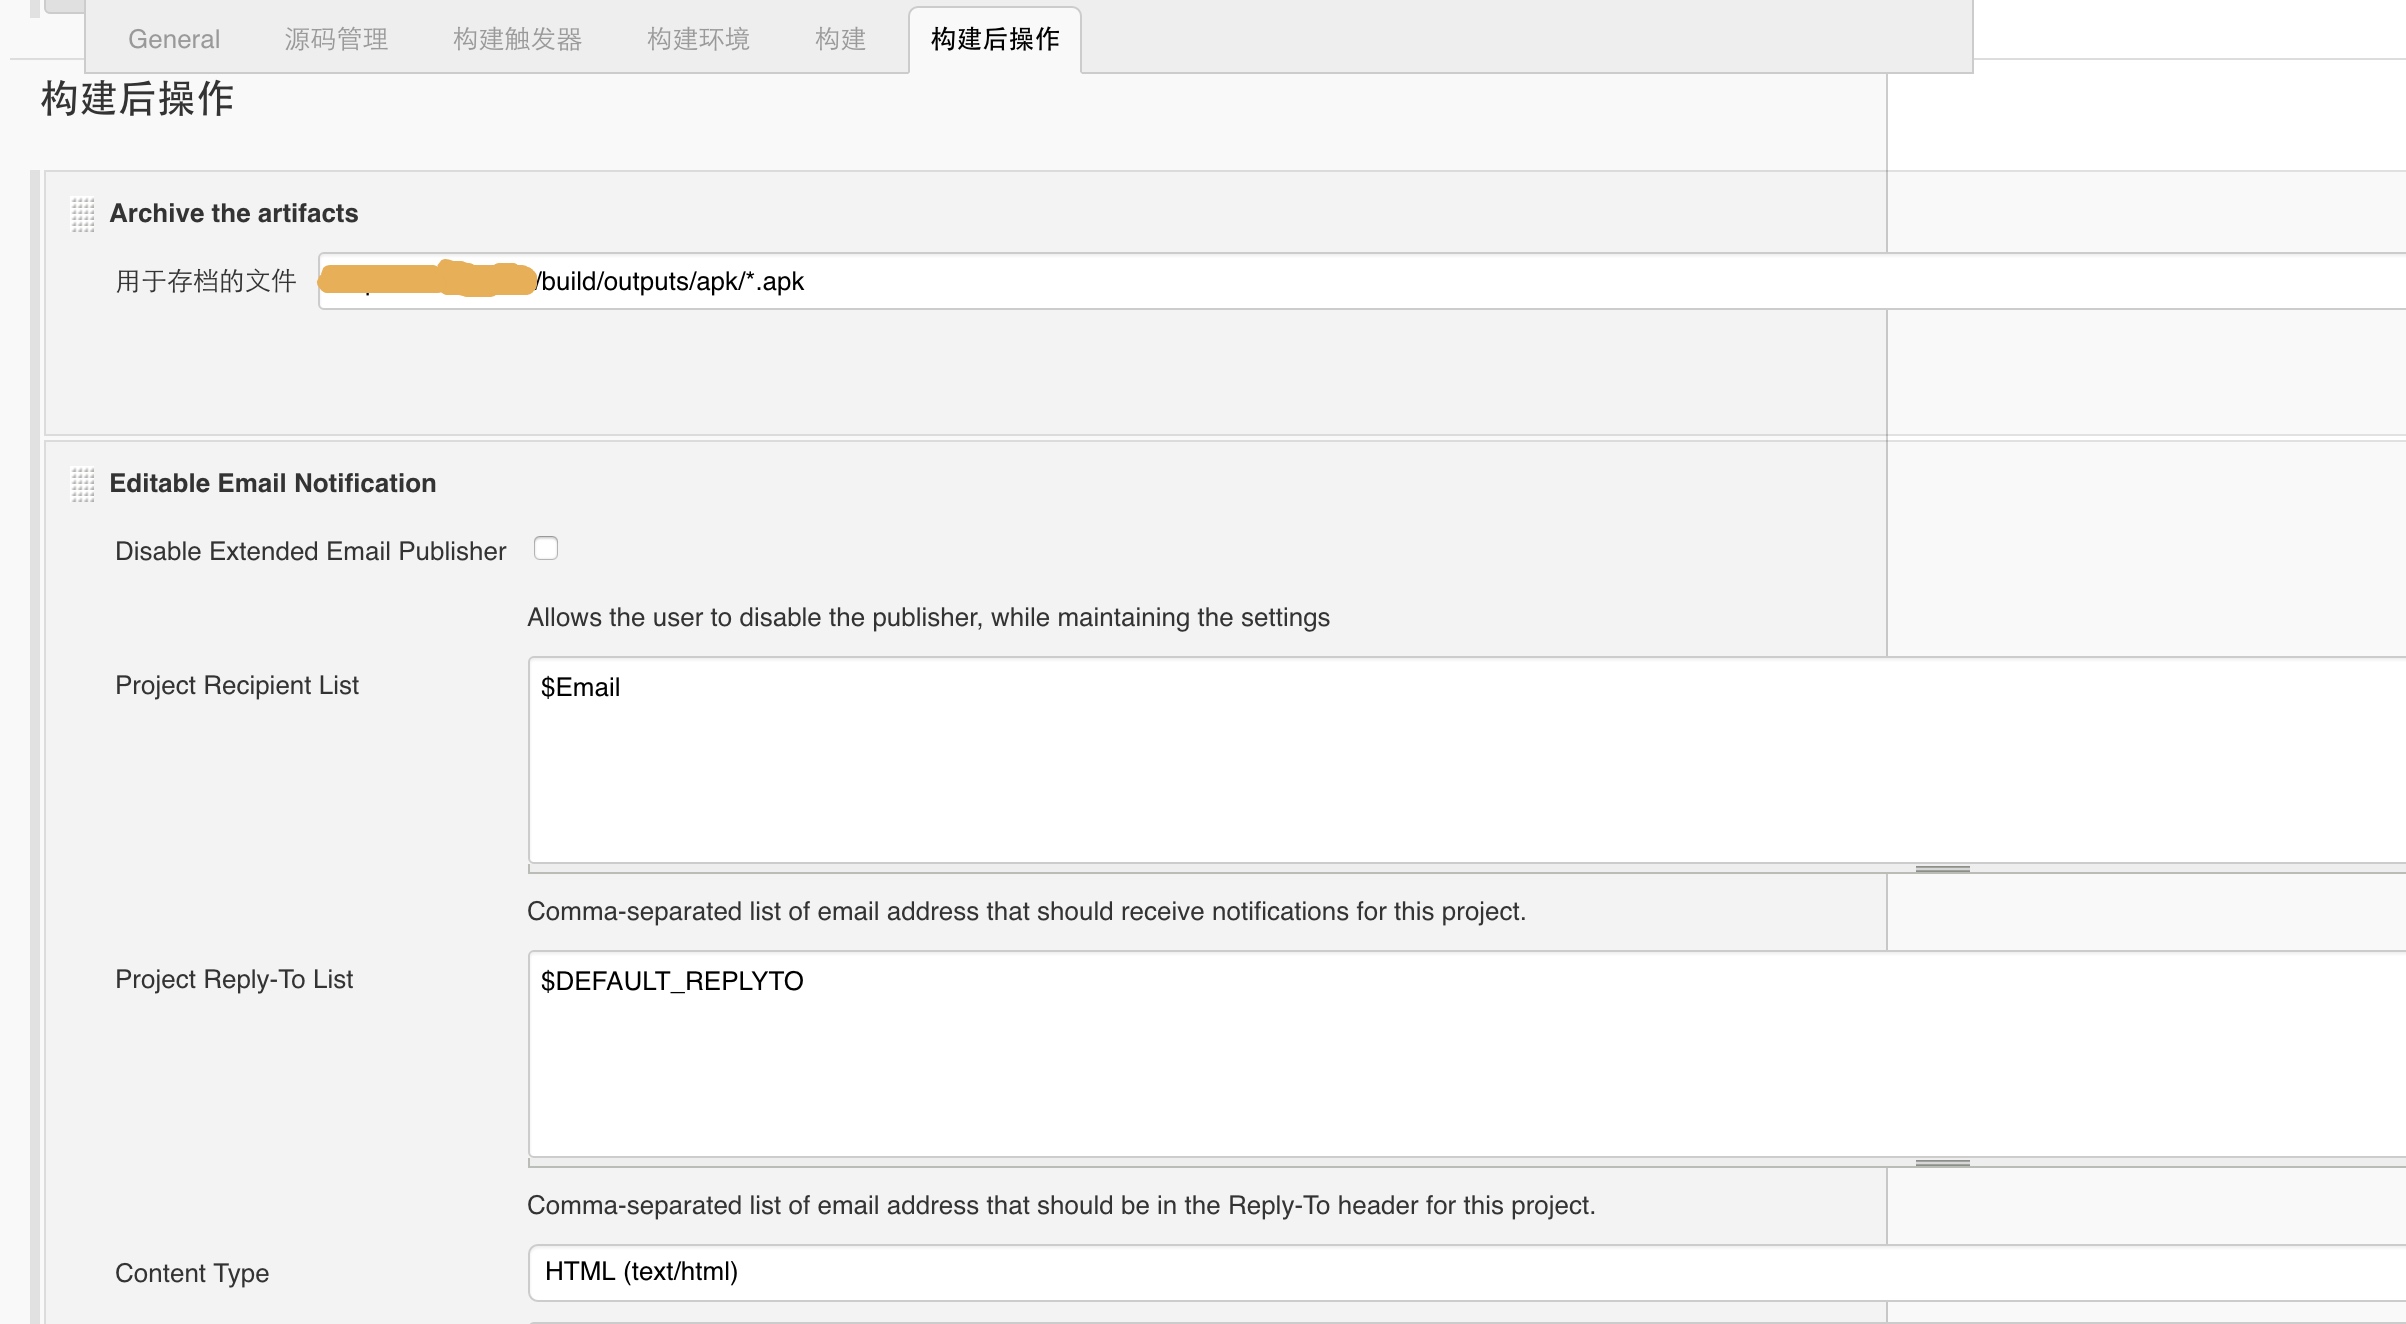 General 源码管理 构建触发器 构建环境 构建 构建后操作
构建后操作
Archive the artifacts
用于存档的文件 /build/outputs/apk/*.apk
Editable Email Notification
Disable Extended Email Publisher
Allows the user to disable the publisher, while maintaining the settings
Project Recipient List $Email
Comma-separated list of email address that should receive notifications for this project.
Project Reply-To List $DEFAULT_REPLYTO
Comma-separated list of email address that should be in the Reply-To header for this project.
Content Type HTML (text/html)